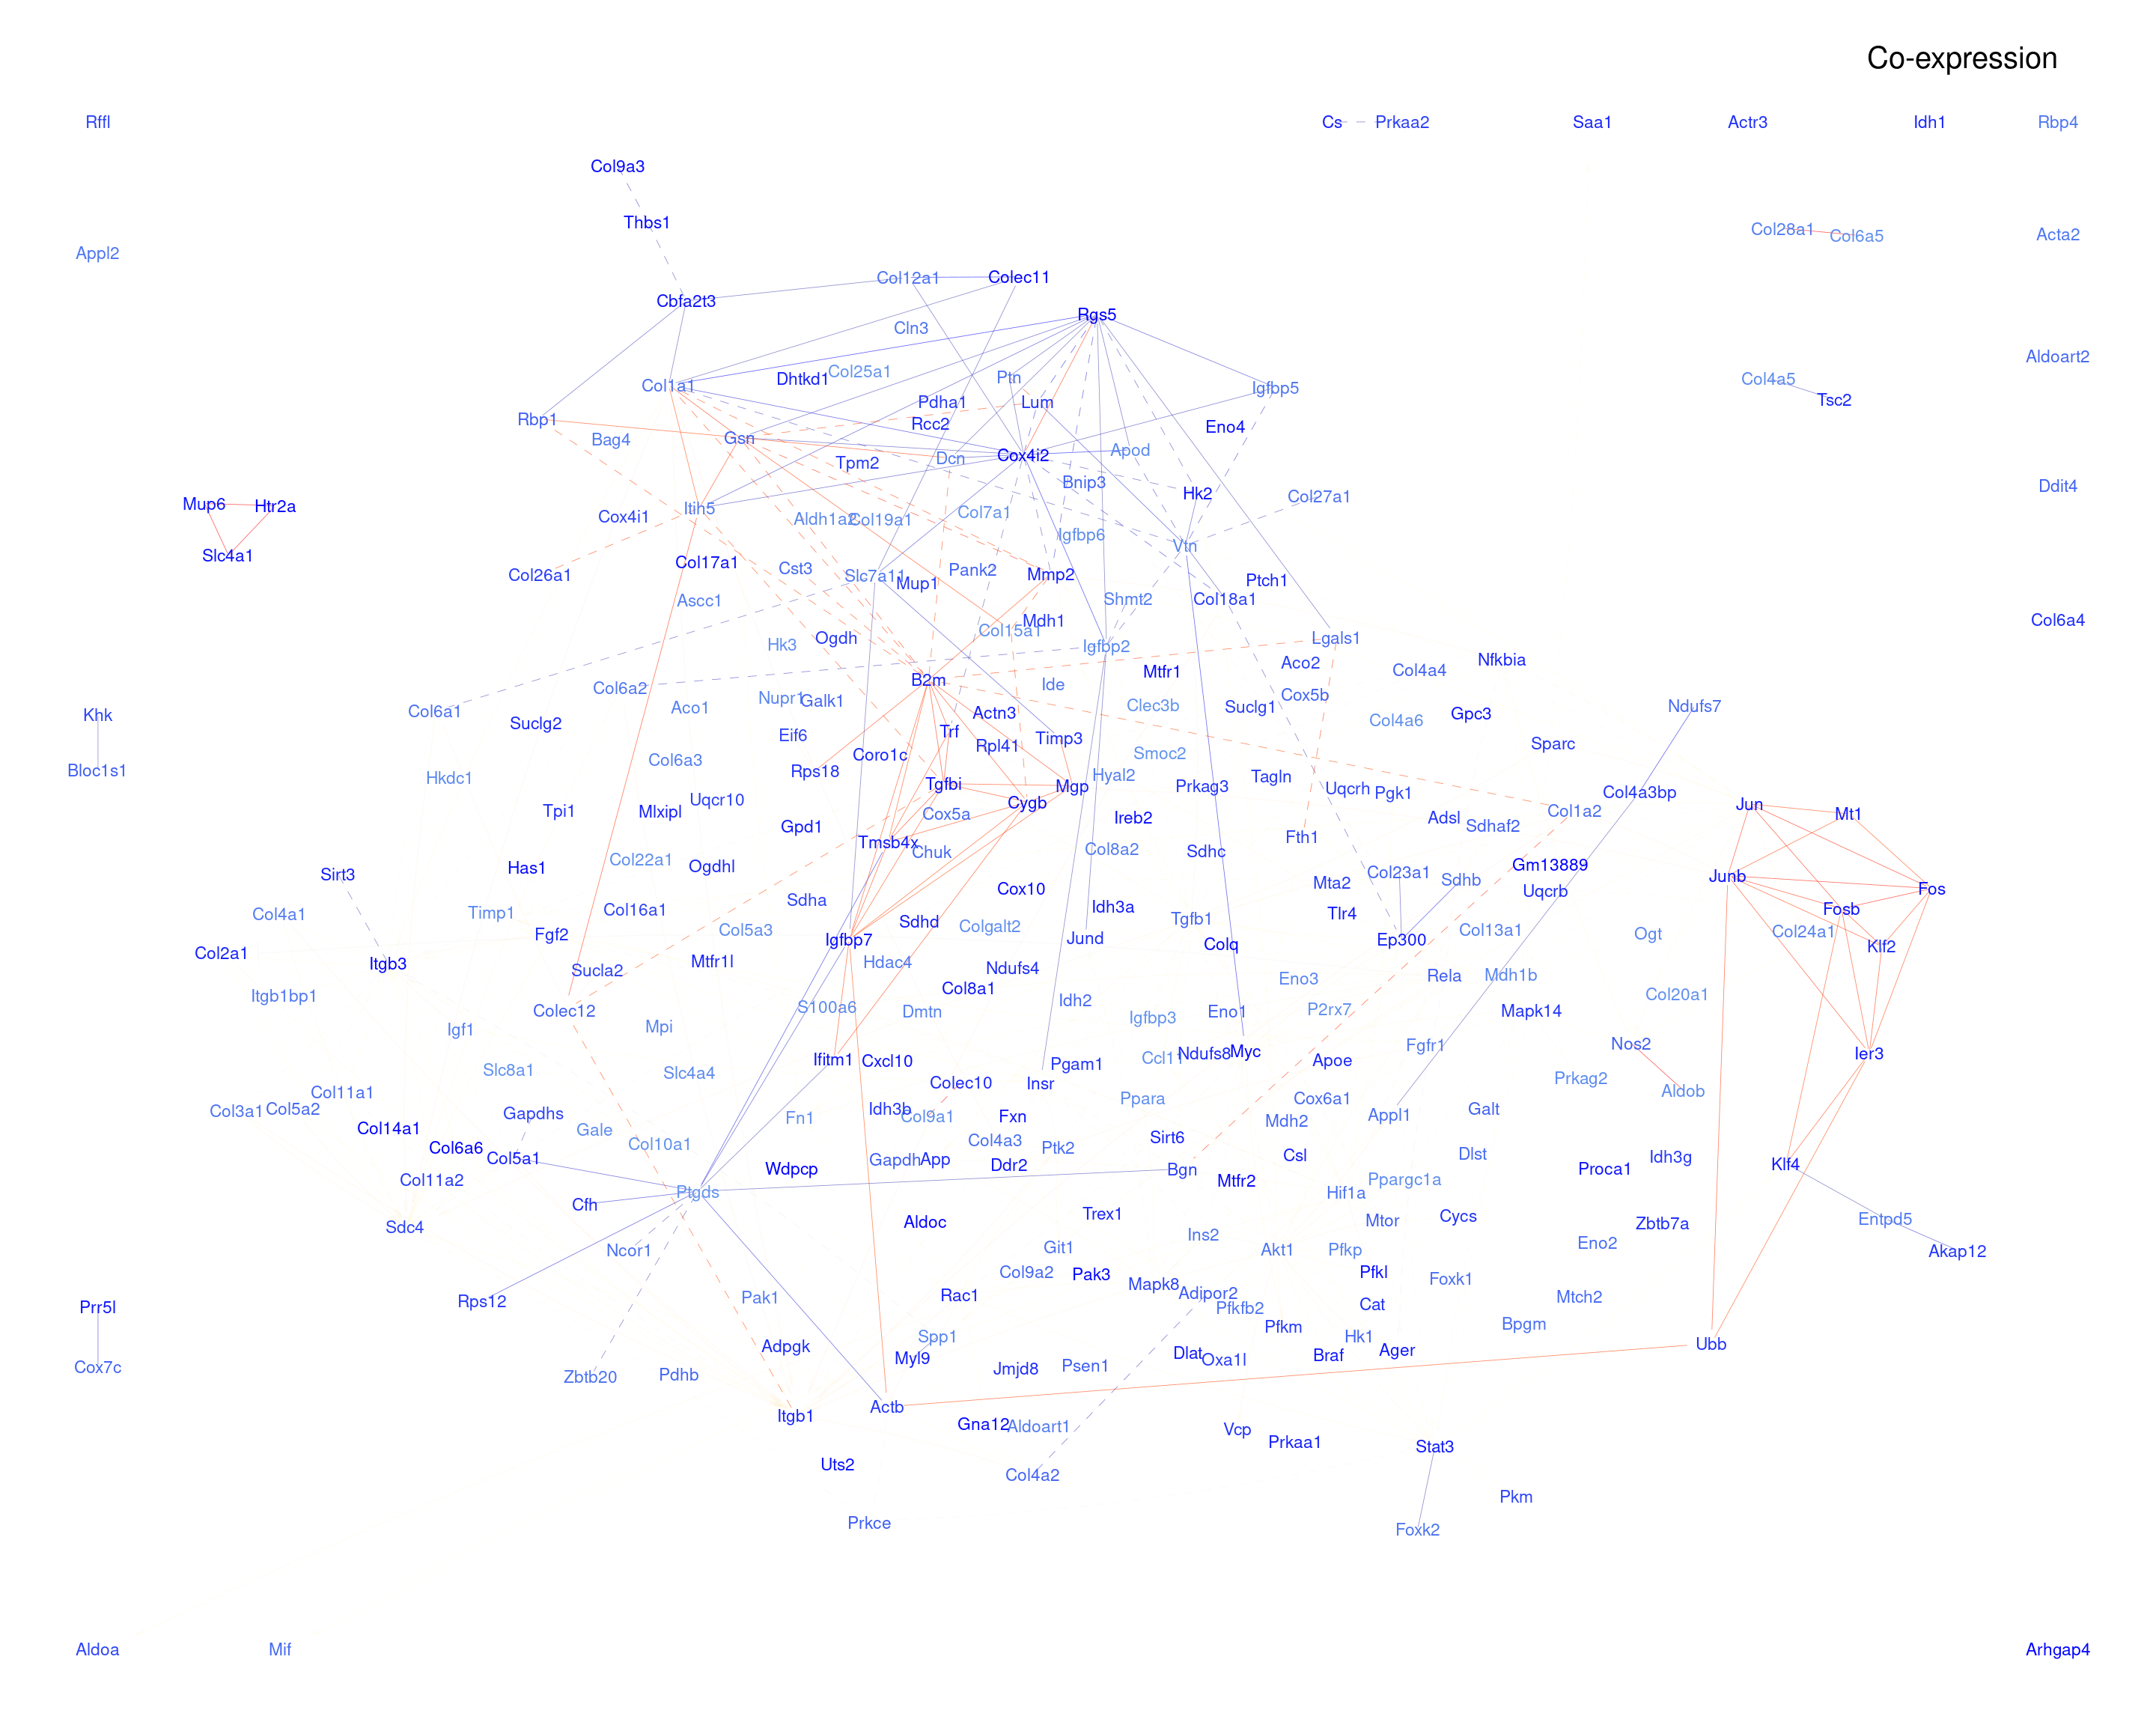 Co-expression
Rffl
Cs
Prkaa2
Saa1
Actr3
Idh1
Rbp4
Col9a3
Thbs1
Col28a1
Col6a5
Acta2
Appl2
Col12a1
Colec11
Cbfa2t3
Rgs5
Cln3
Aldoart2
Col1a1
Dhtkd1
Col25a1
Ptn
Igfbp5
Col4a5
Tsc2
Pdha1
Lum
Rbp1
Rcc2
Eno4
Bag4
Gsn
Tpm2
Dcn
Cox4i2
Apod
Bnip3
Hk2
Col27a1
Ddit4
Mup6
Htr2a
Cox4i1
Itih5
Aldh1a2
Col19a1
Col7a1
Igfbp6
Vtn
Slc4a1
Col17a1
Col26a1
Cst3
Slc7a11
Mup1
Pank2
Mmp2
Ptch1
Ascc1
Shmt2
Col18a1
Col6a4
Mdh1
Col15a1
Hk3
Ogdh
Igfbp2
Lgals1
Mtfr1
Aco2
Col4a4
Nfkbia
Col6a2
B2m
Ide
Cox5b
Nupr1
Galk1
Col6a1
Aco1
Clec3b
Suclg1
Ndufs7
Khk
Suclg2
Actn3
Col4a6
Gpc3
Eif6
Trf
Rpl41
Timp3
Coro1c
Smoc2
Sparc
Col6a3
Bloc1s1
Hkdc1
Rps18
Tgfbi
Mgp
Hyal2
Prkag3
Tagln
Uqcrh
Pgk1
Col4a3bp
Uqcr10
Cygb
Jun
Tpi1
Mlxipl
Cox5a
Ireb2
Adsl
Sdhaf2
Col1a2
Mt1
Gpd1
Fth1
Tmsb4x
Chuk
Col8a2
Sdhc
Has1
Col22a1
Ogdhl
Gm13889
Sirt3
Col23a1
Sdhb
Junb
Cox10
Mta2
Uqcrb
Fos
Col4a1
Timp1
Col16a1
Sdha
Sdhd
Idh3a
Tgfb1
Tlr4
Fosb
Col5a3
Colgalt2
Col13a1
Ogt
Col24a1
Col2a1
Fgf2
Igfbp7
Jund
Colq
Ep300
Klf2
Itgb3
Sucla2
Mtfr1l
Hdac4
Ndufs4
Rela
Mdh1b
Eno3
Itgb1bp1
Col8a1
Col20a1
Colec12
S100a6
Dmtn
Idh2
Igfbp3
Eno1
P2rx7
Mapk14
Igf1
Mpi
Ifitm1
Cxcl10
Ccl11
Ndufs8
Myc
Apoe
Fgfr1
Nos2
Ier3
Slc8a1
Slc4a4
Colec10
Insr
Pgam1
Prkag2
Aldob
Col11a1
Col3a1
Col5a2
Gapdhs
Fn1
Idh3b
Col9a1
Fxn
Ppara
Cox6a1
Mdh2
Appl1
Galt
Col14a1
Gale
Col10a1
Col4a3
Ptk2
Sirt6
Col6a6
Col5a1
Gapdh
App
Ddr2
Csl
Dlst
Idh3g
Wdpcp
Bgn
Proca1
Klf4
Col11a2
Mtfr2
Ppargc1a
Ptgds
Hif1a
Cfh
Sdc4
Aldoc
Trex1
Mtor
Cycs
Zbtb7a
Entpd5
Ncor1
Git1
Ins2
Akt1
Pfkp
Eno2
Akap12
Col9a2
Pak3
Mapk8
Adipor2
Pfkl
Foxk1
Rps12
Pak1
Rac1
Pfkfb2
Cat
Mtch2
Prr5l
Pfkm
Bpgm
Adpgk
Spp1
Hk1
Ubb
Myl9
Dlat
Oxa1l
Braf
Ager
Cox7c
Zbtb20
Pdhb
Jmjd8
Psen1
Itgb1
Actb
Gna12
Aldoart1
Vcp
Prkaa1
Stat3
Uts2
Col4a2
Pkm
Prkce
Foxk2
Aldoa
Mif
Arhgap4